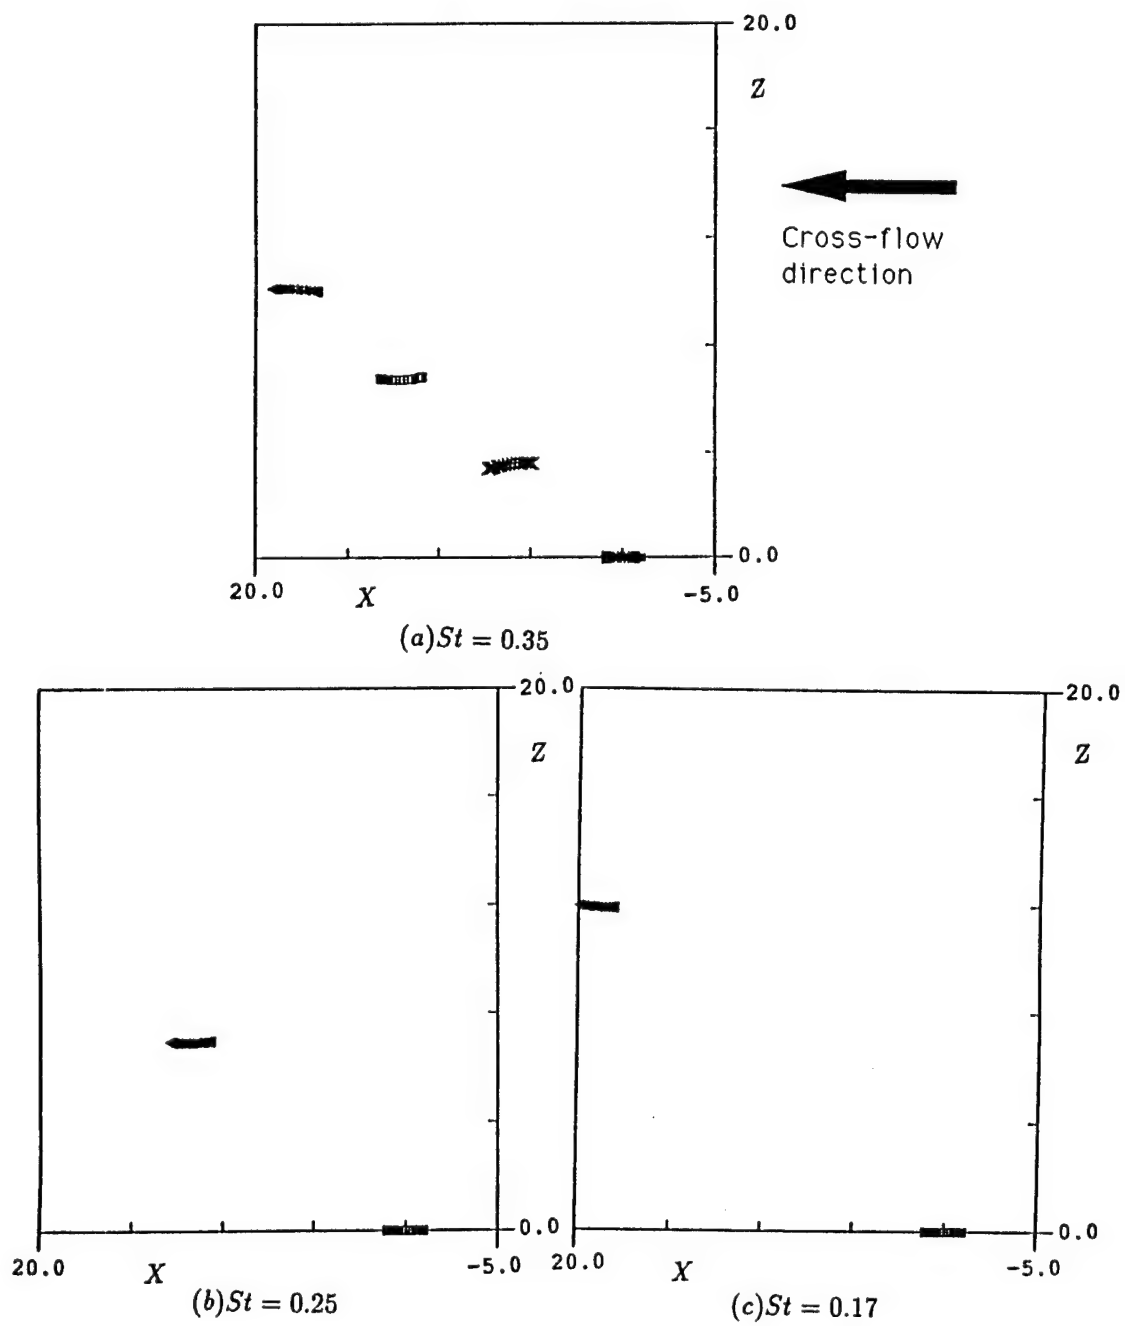 20.0
Z
Cross-flow
direction
0.0
20.0 X -5.0
(a)St = 0.35
20.0 20.0
Z Z
0.0 0.0
20.0 X -5.0 20.0 X -5.0
(b)St = 0.25 (c)St = 0.17